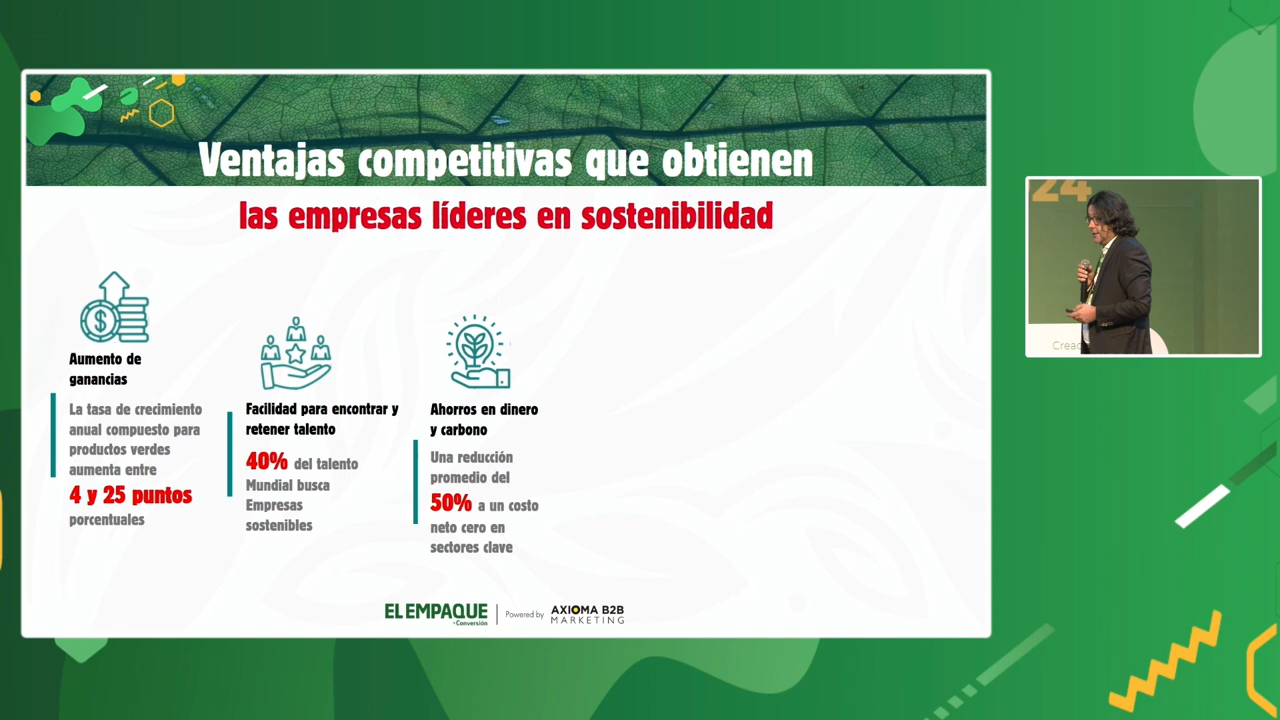 Ventajas competitivas que obtienen
las empresas líderes en sostenibilidad
Aumento de
ganancias
La tasa de crecimiento
anual compuesto para
productos verdes
aumenta entre
4 y 25 puntos
porcentuales
Facilidad para encontrar y
retener talento
40% del talento
Mundial busca
Empresas
sostenibles
Ahorros en dinero
y carbono
Una reducción
promedio del
50% a un costo
neto cero en
sectores clave
EL EMPAQUE
+Conversión
Powered by
AXIOMA B2B
MARKETING
24